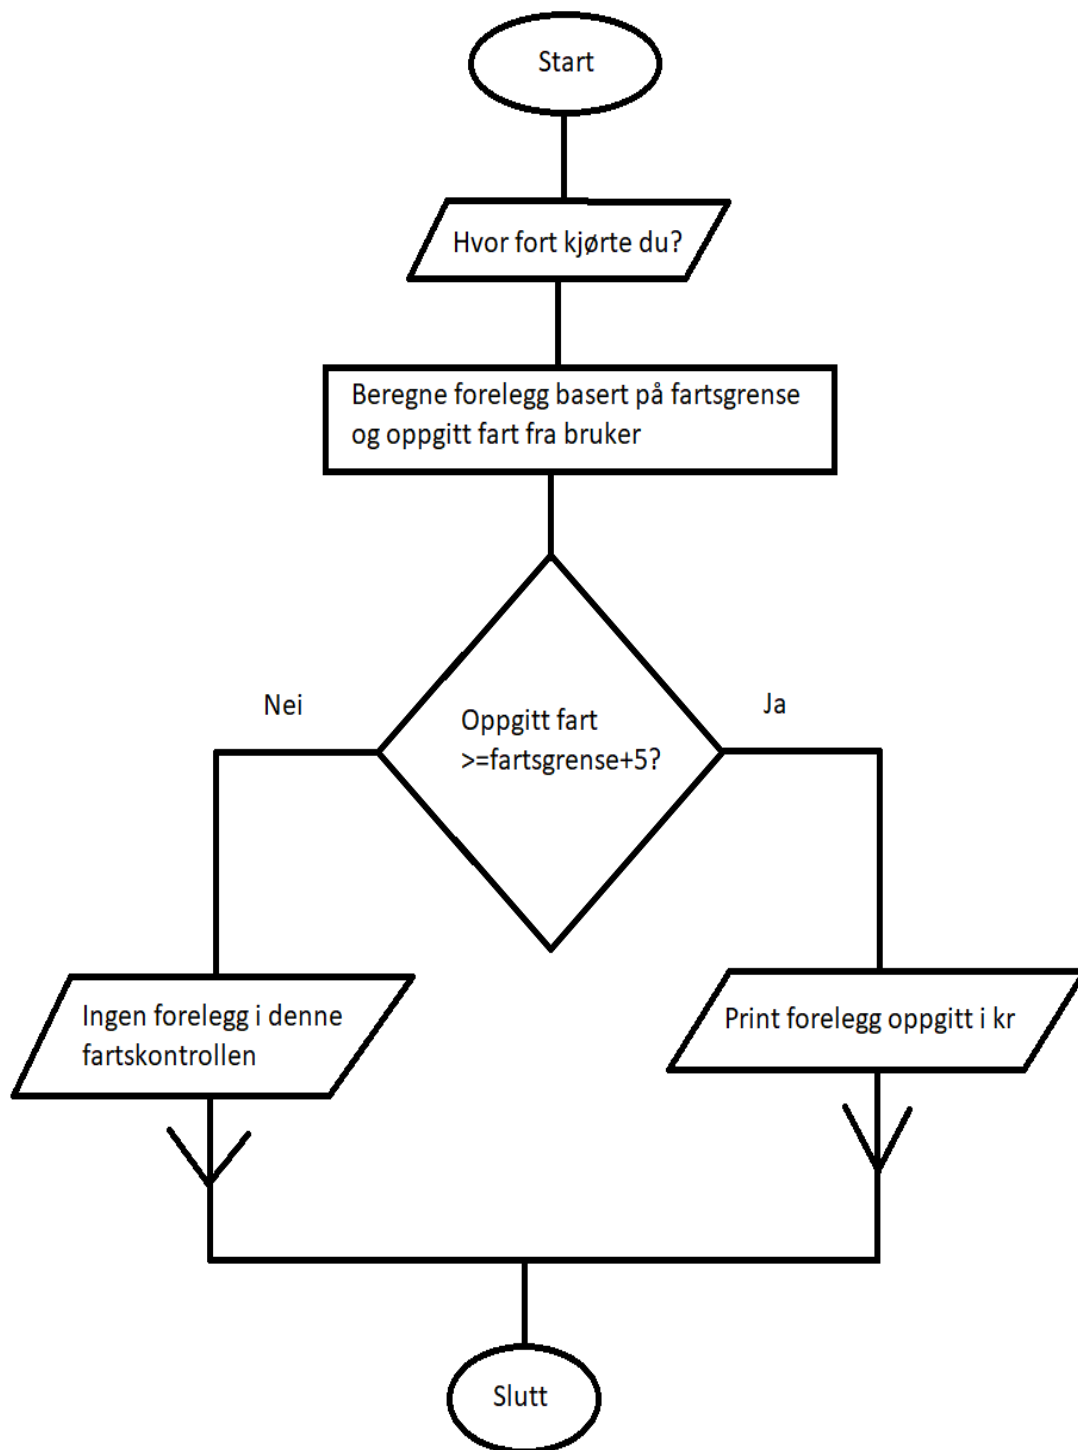 Start
Hvor fort kjørte du?
Beregne forelegg basert på fartsgrense
og oppgitt fart fra bruker
Nei
Oppgitt fart
>=fartsgrense+5?
Ja
Ingen forelegg i denne
fartskontrollen
Print forelegg oppgitt i kr
Slutt